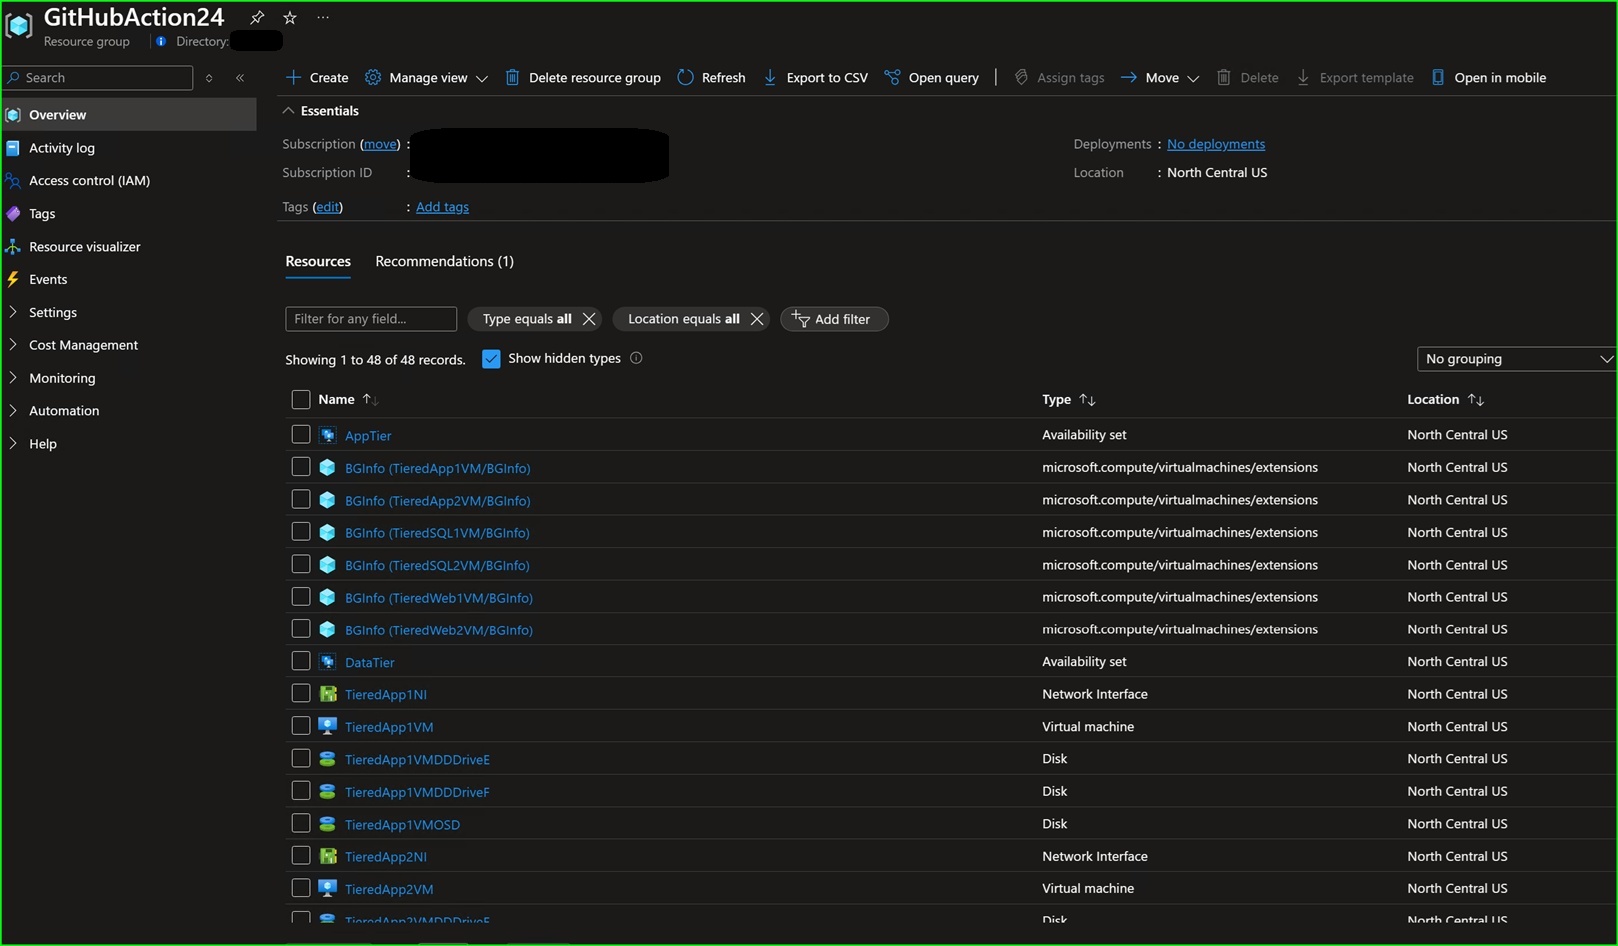 GitHubAction24
Resource group
Directory:
Search
Create
Manage view
Delete resource group
Refresh
Export to CSV
Open query
Assign tags
Move
Delete
Export template
Open in mobile
Overview
Activity log
Access control (IAM)
Tags
Resource visualizer
Events
Settings
Cost Management
Monitoring
Automation
Help
Essentials
Subscription (move) :
Subscription ID :
Tags (edit) : Add tags
Deployments : No deployments
Location : North Central US
Resources Recommendations (1)
Filter for any field... Type equals all Location equals all Add filter
Showing 1 to 48 of 48 records. Show hidden types No grouping
Name Type Location
AppTier Availability set North Central US
BGInfo (TieredApp1VM/BGInfo) microsoft.compute/virtualmachines/extensions North Central US
BGInfo (TieredApp2VM/BGInfo) microsoft.compute/virtualmachines/extensions North Central US
BGInfo (TieredSQL1VM/BGInfo) microsoft.compute/virtualmachines/extensions North Central US
BGInfo (TieredSQL2VM/BGInfo) microsoft.compute/virtualmachines/extensions North Central US
BGInfo (TieredWeb1VM/BGInfo) microsoft.compute/virtualmachines/extensions North Central US
BGInfo (TieredWeb2VM/BGInfo) microsoft.compute/virtualmachines/extensions North Central US
DataTier Availability set North Central US
TieredApp1NI Network Interface North Central US
TieredApp1VM Virtual machine North Central US
TieredApp1VMDDDriveE Disk North Central US
TieredApp1VMDDDriveF Disk North Central US
TieredApp1VMOSD Disk North Central US
TieredApp2NI Network Interface North Central US
TieredApp2VM Virtual machine North Central US
Disk North Central US